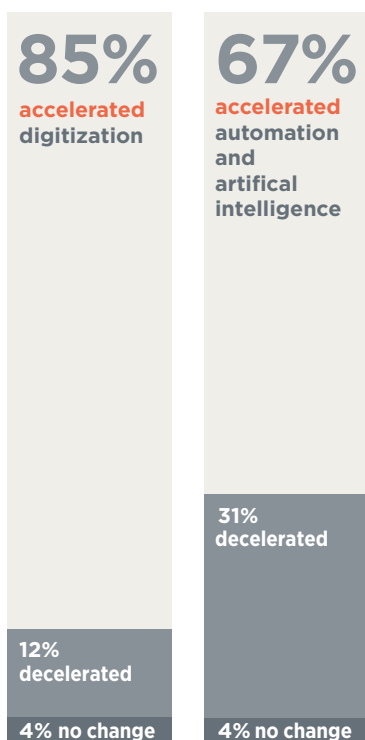 85%
accelerated
digitization
12%
decelerated
4% no change
67%
accelerated
automation
and
artifical
intelligence
31%
decelerated
4% no change